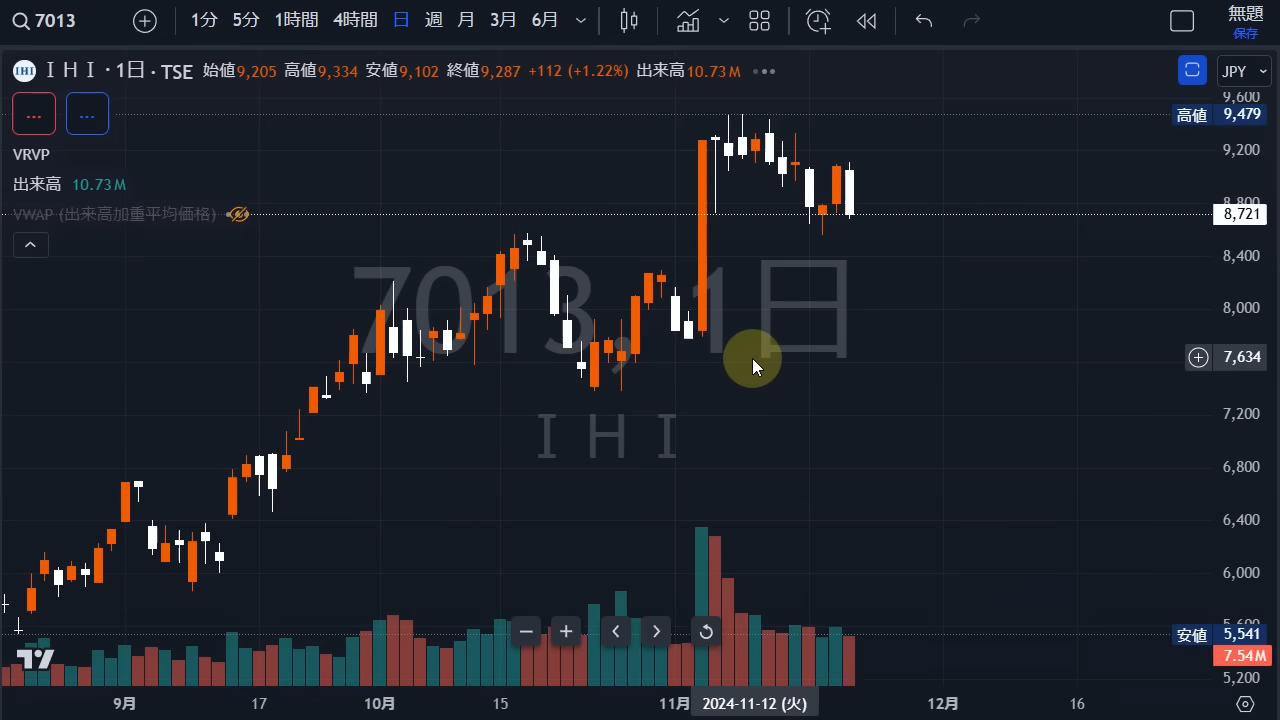 7013 1分 5分 1時間 4時間 日 週 月 3月 6月 無題
保存
IHI ＩＨＩ · 1日 · TSE 始値9,205 高値9,334 安値9,102 終値9,287 +112 (+1.22%) 出来高10.73 M JPY
9,600
... ... 高値 9,479
VRVP 9,200
出来高 10.73 M
8,800
VWAP (出来高加重平均価格) 8,721
8,400
7013, 1日 8,000
7,634
7,200
ＩＨＩ
6,800
6,400
6,000
5,600
安値 5,541
7.54M
5,200
9月 17 10月 15 11月 2024-11-12 (火) 12月 16